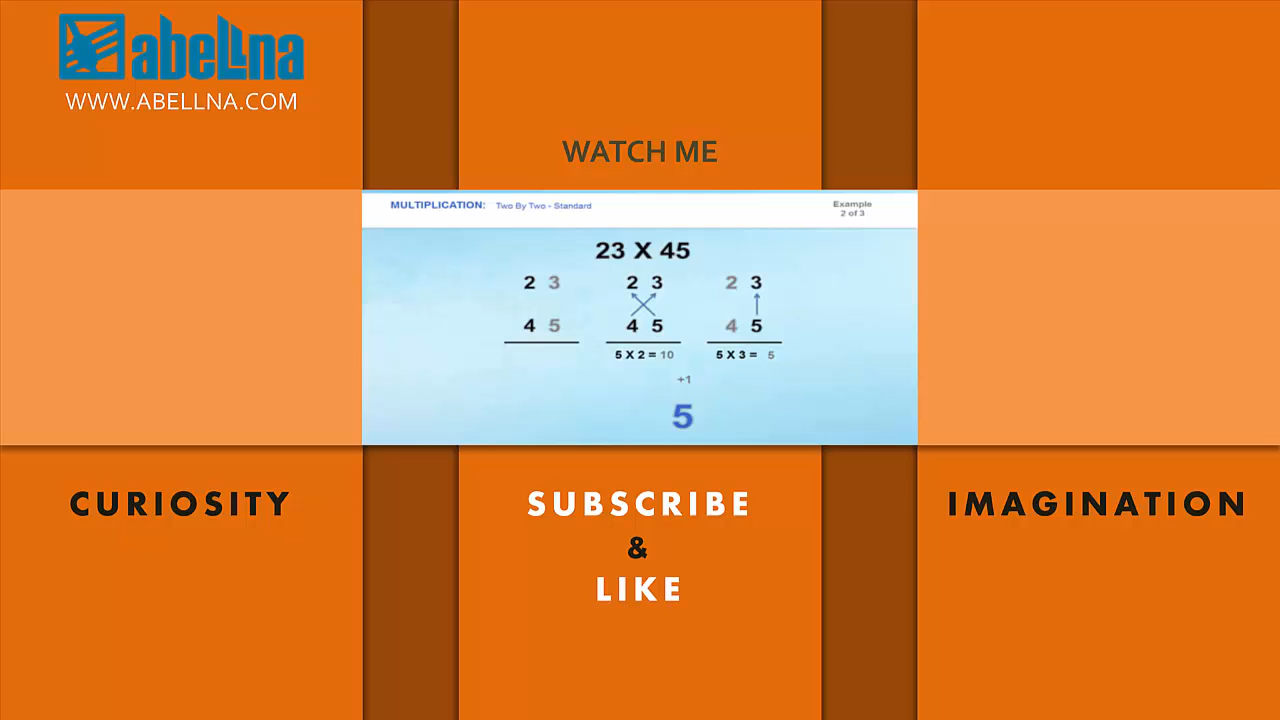 abellna
WWW.ABELLNA.COM
WATCH ME
MULTIPLICATION: Two By Two - Standard
Example
2 of 3
23 X 45
2 3 2 3 2 3
4 5 4 5 4 5
5 X 2 = 10 5 X 3 = 5
+1
5
CURIOSITY
SUBSCRIBE
&
LIKE
IMAGINATION